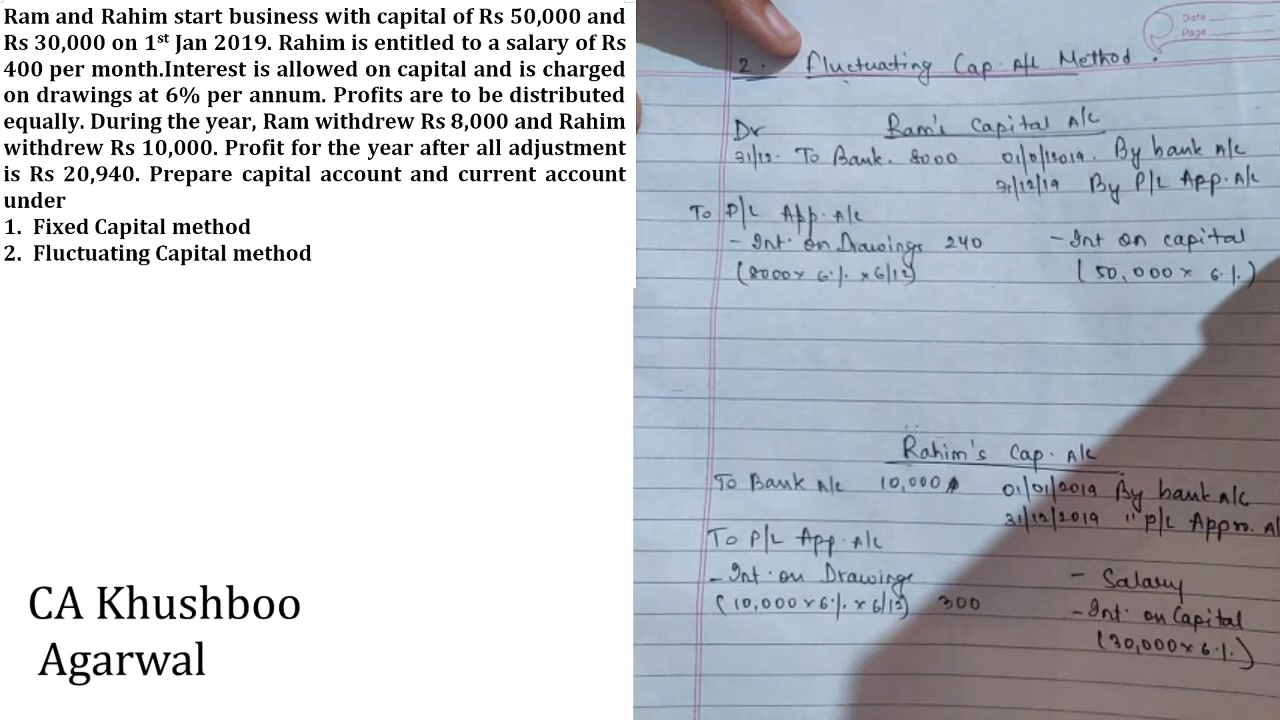 Ram and Rahim start business with capital of Rs 50,000 and
Rs 30,000 on 1st Jan 2019. Rahim is entitled to a salary of Rs
400 per month.Interest is allowed on capital and is charged
on drawings at 6% per annum. Profits are to be distributed
equally. During the year, Ram withdrew Rs 8,000 and Rahim
withdrew Rs 10,000. Profit for the year after all adjustment
is Rs 20,940. Prepare capital account and current account
under
1. Fixed Capital method
2. Fluctuating Capital method
CA Khushboo
Agarwal
Date
Page
2. Fluctuating Cap. A/c Method.
Dr Ram's Capital A/c
31/12. To Bank. 8000 01/01/2019. By bank A/c
31/12/19 By P/L App. A/c
To P/L App. A/c
- Int. on Drawings 240 - Int on capital
(8000 x 6.%. x 6/12) (50,000 x 6.%.)
Rahim's Cap. A/c
To Bank A/c 10,000 01/01/2019 By bank A/c
31/12/2019 " P/L Appro. A/
To P/L App. A/c
- Int. on Drawings - Salary
(10,000 x 6.%. x 6/12) 300 - Int. on Capital
(30,000 x 6.%.)